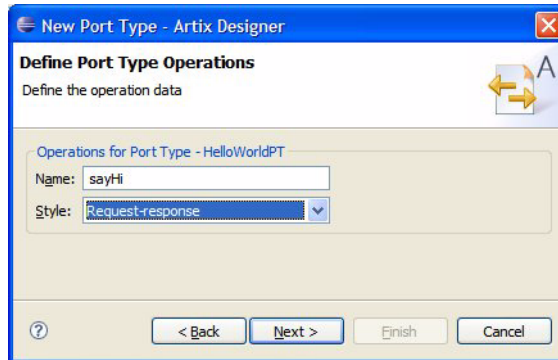 New Port Type - Artix Designer
Define Port Type Operations
Define the operation data
A
Operations for Port Type - HelloWorldPT
Name: sayHi
Style: Request-response
?
< Back Next > Finish Cancel